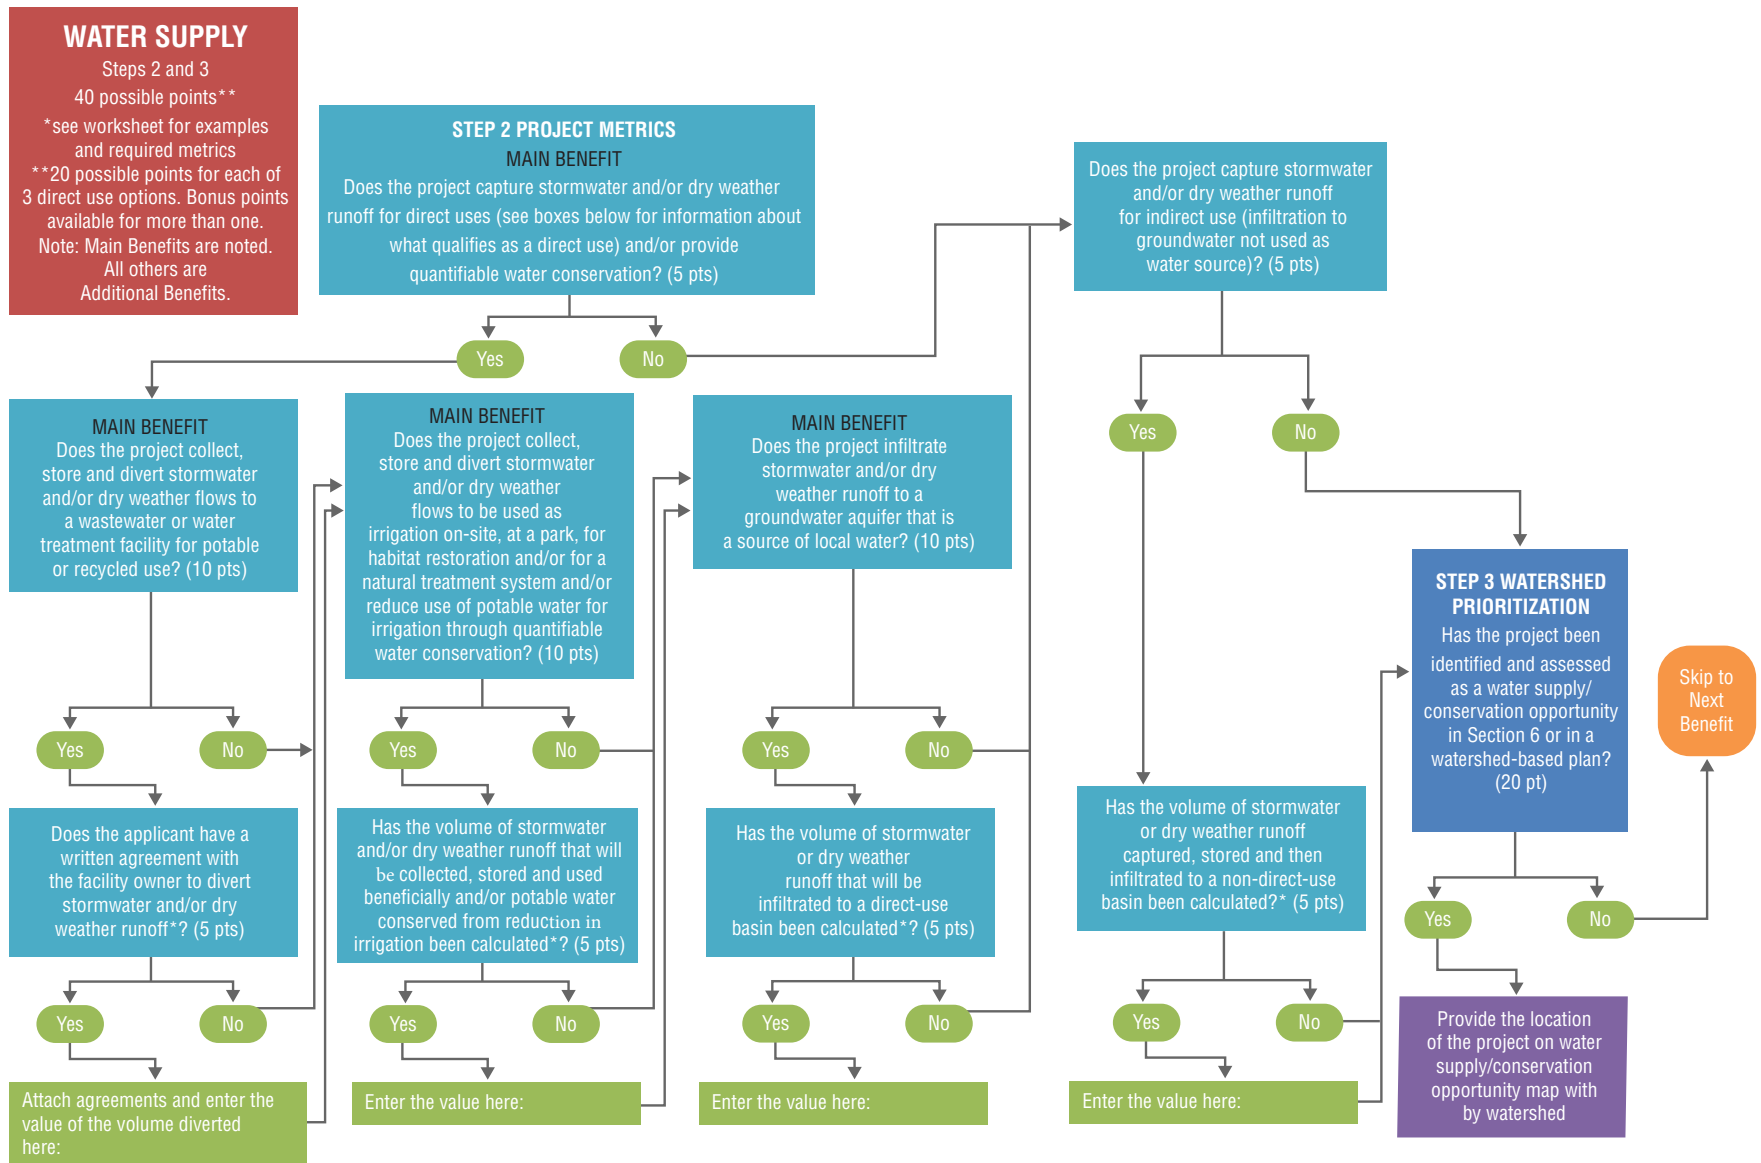 WATER SUPPLY
Steps 2 and 3
40 possible points**
*see worksheet for examples
and required metrics
**20 possible points for each of
3 direct use options. Bonus points
available for more than one.
Note: Main Benefits are noted.
All others are
Additional Benefits.
STEP 2 PROJECT METRICS
MAIN BENEFIT
Does the project capture stormwater and/or dry weather
runoff for direct uses (see boxes below for information about
what qualifies as a direct use) and/or provide
quantifiable water conservation? (5 pts)
Yes
No
Does the project capture stormwater
and/or dry weather runoff
for indirect use (infiltration to
groundwater not used as
water source)? (5 pts)
Yes
No
MAIN BENEFIT
Does the project collect,
store and divert stormwater
and/or dry weather flows to
a wastewater or water
treatment facility for potable
or recycled use? (10 pts)
Yes
No
Does the applicant have a
written agreement with
the facility owner to divert
stormwater and/or dry
weather runoff*? (5 pts)
Yes
No
Attach agreements and enter the
value of the volume diverted
here:
MAIN BENEFIT
Does the project collect,
store and divert stormwater
and/or dry weather
flows to be used as
irrigation on-site, at a park, for
habitat restoration and/or for a
natural treatment system and/or
reduce use of potable water for
irrigation through quantifiable
water conservation? (10 pts)
Yes
No
Has the volume of stormwater
and/or dry weather runoff that will
be collected, stored and used
beneficially and/or potable water
conserved from reduction in
irrigation been calculated*? (5 pts)
Yes
No
Enter the value here:
MAIN BENEFIT
Does the project infiltrate
stormwater and/or dry
weather runoff to a
groundwater aquifer that is
a source of local water? (10 pts)
Yes
No
Has the volume of stormwater
or dry weather
runoff that will be
infiltrated to a direct-use
basin been calculated*? (5 pts)
Yes
No
Enter the value here:
Has the volume of stormwater
or dry weather runoff
captured, stored and then
infiltrated to a non-direct-use
basin been calculated?* (5 pts)
Yes
No
Enter the value here:
STEP 3 WATERSHED
PRIORITIZATION
Has the project been
identified and assessed
as a water supply/
conservation opportunity
in Section 6 or in a
watershed-based plan?
(20 pt)
Yes
No
Skip to
Next
Benefit
Provide the location
of the project on water
supply/conservation
opportunity map with
by watershed